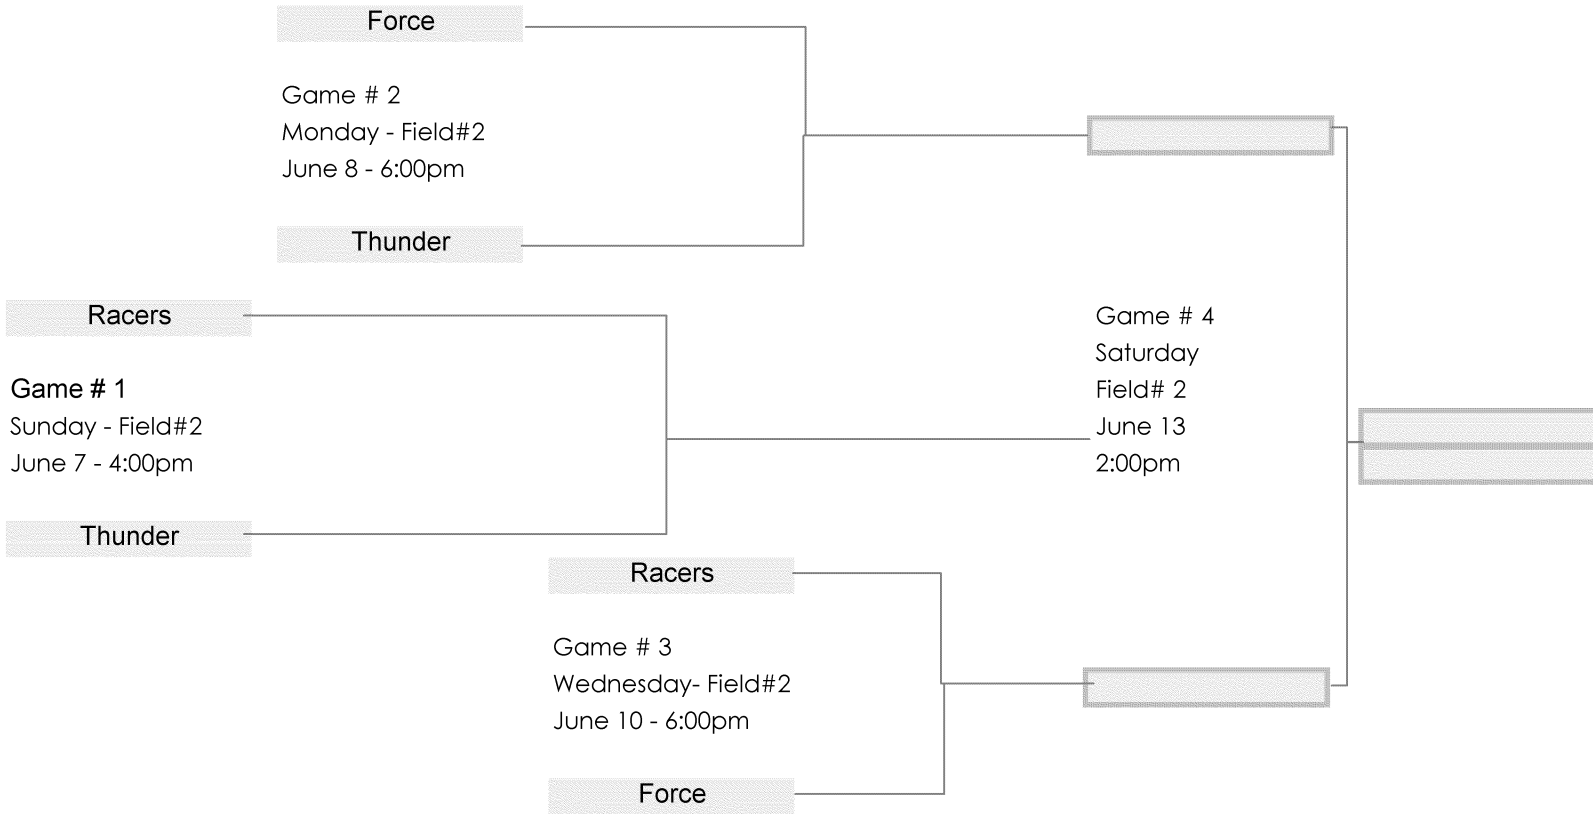 Force
Game # 2
Monday - Field#2
June 8 - 6:00pm
Thunder
Racers
Game # 1
Sunday - Field#2
June 7 - 4:00pm
Thunder
Game # 4
Saturday
Field# 2
June 13
2:00pm
Racers
Game # 3
Wednesday- Field#2
June 10 - 6:00pm
Force